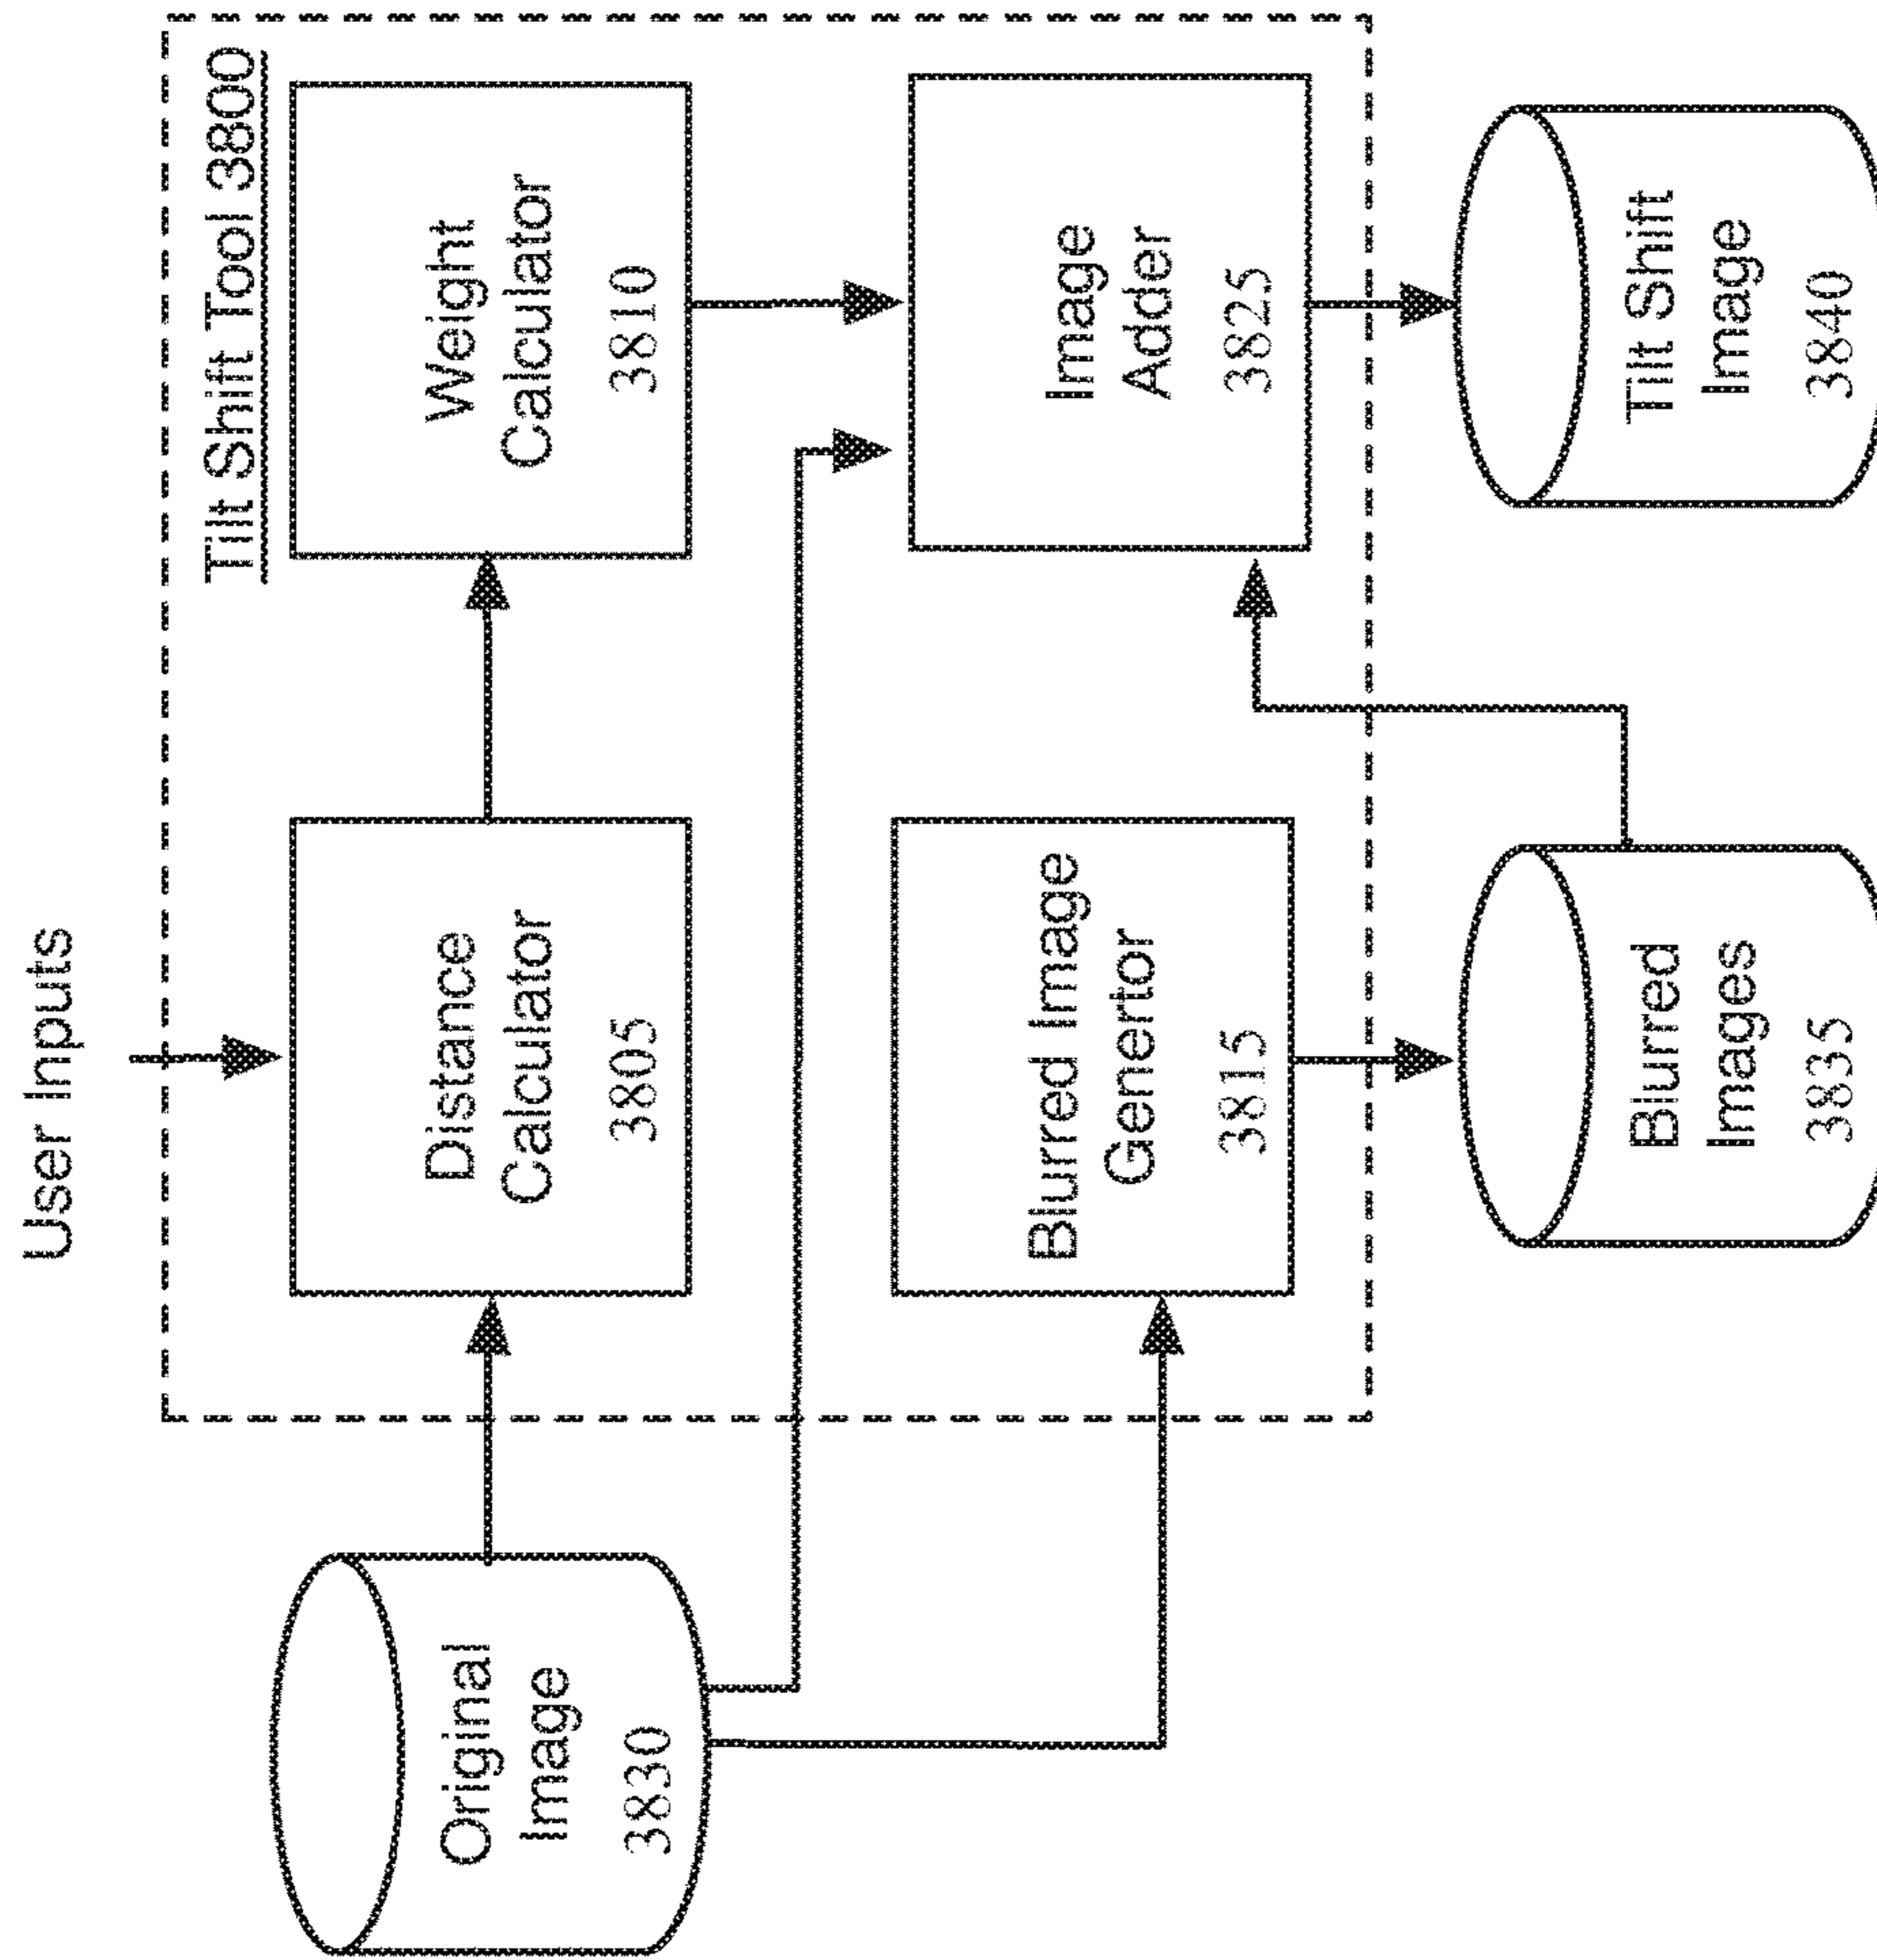 User Inputs
Tilt Shift Tool 3800
Original
Image
3830
Distance
Calculator
3805
Weight
Calculator
3810
Blurred Image
Genertor
3815
Image
Adder
3825
Blurred
Images
3835
Tilt Shift
Image
3840